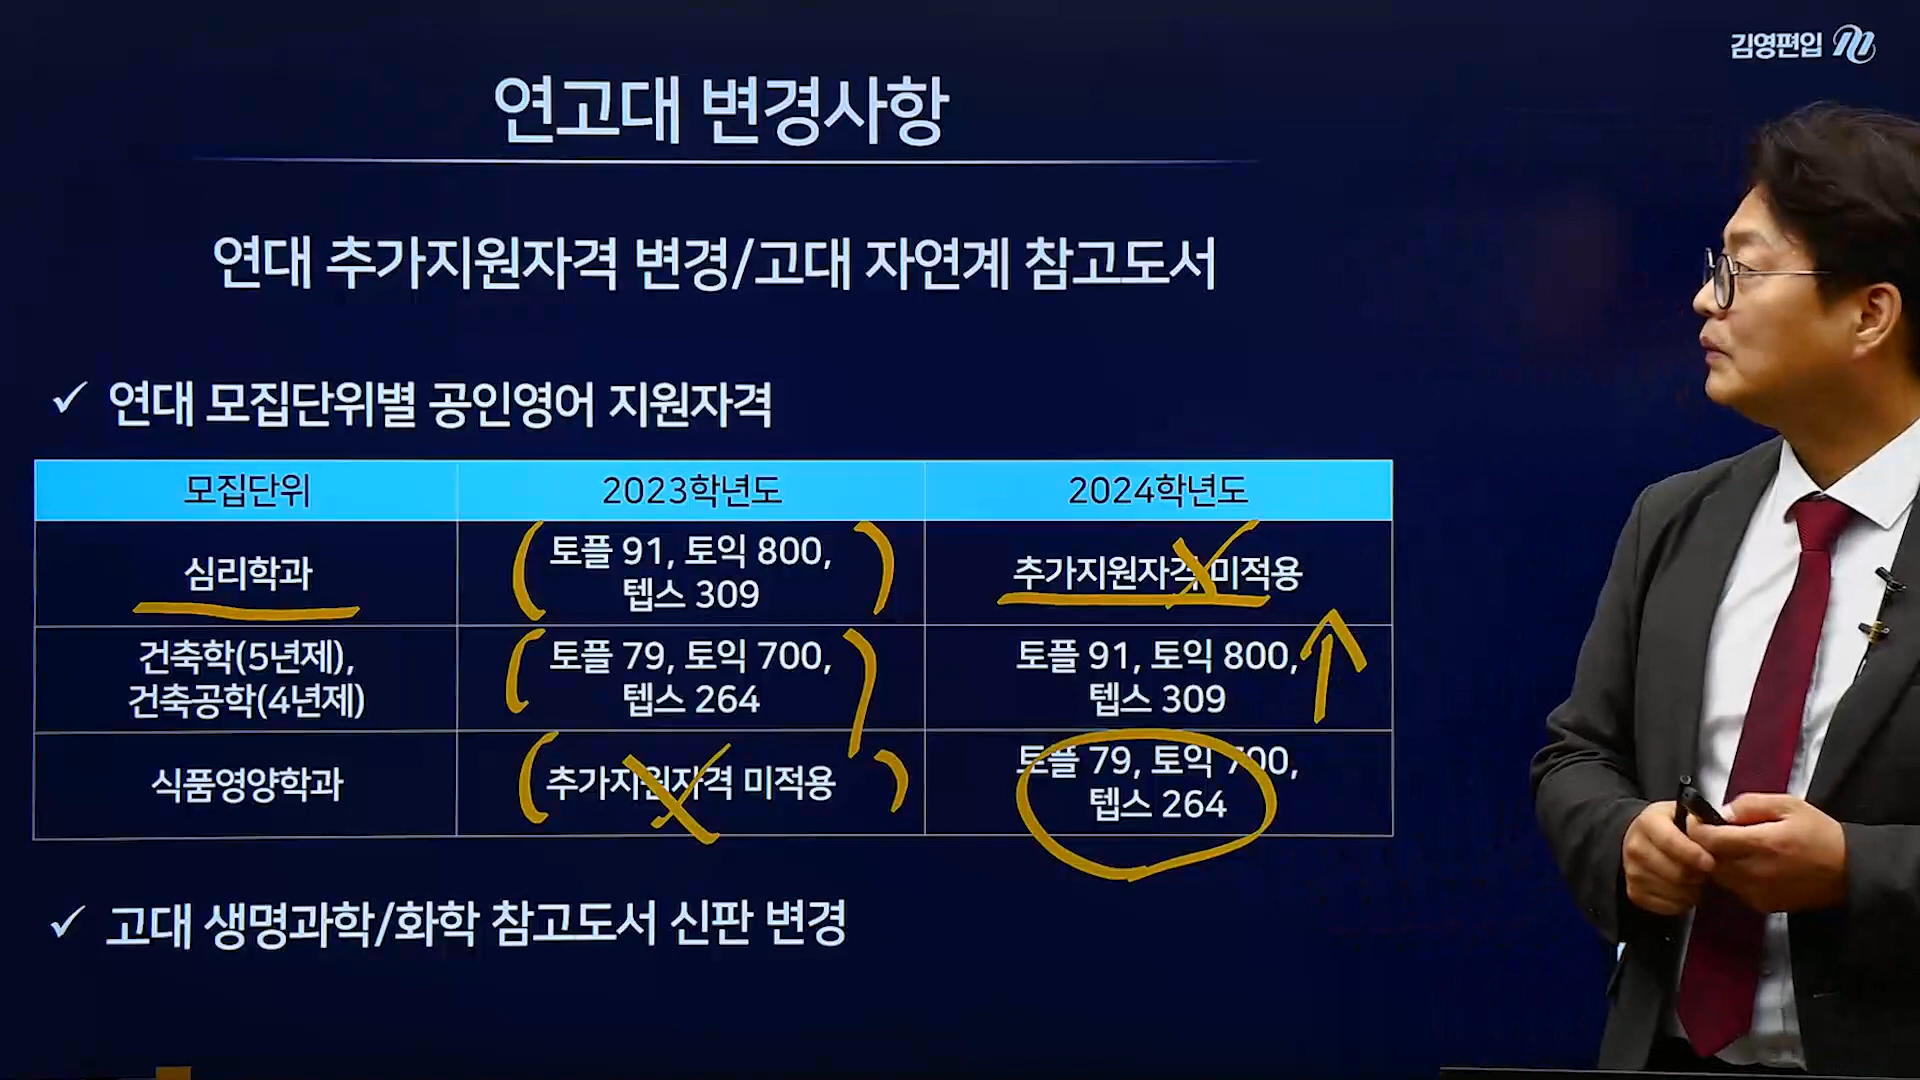 김영편입
연고대 변경사항
연대 추가지원자격 변경/고대 자연계 참고도서
✓ 연대 모집단위별 공인영어 지원자격
모집단위 2023학년도 2024학년도
심리학과
토플 91, 토익 800,
텝스 309
추가지원자격 미적용
건축학(5년제),
건축공학(4년제)
토플 79, 토익 700,
텝스 264
토플 91, 토익 800,
텝스 309
식품영양학과
추가지원자격 미적용
토플 79, 토익 700,
텝스 264
✓ 고대 생명과학/화학 참고도서 신판 변경